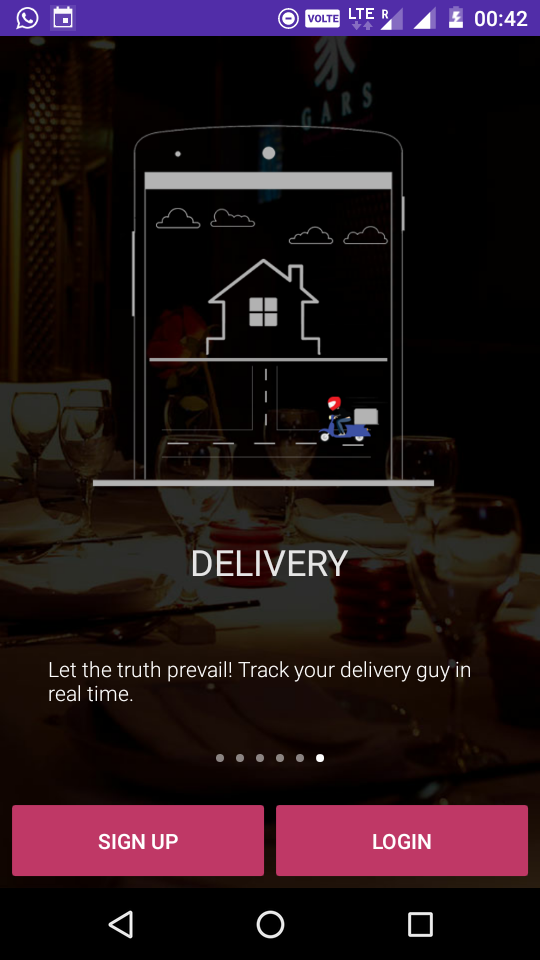 VOLTE LTE R 00:42
家
GARS
DELIVERY
Let the truth prevail! Track your delivery guy in
real time.
SIGN UP LOGIN